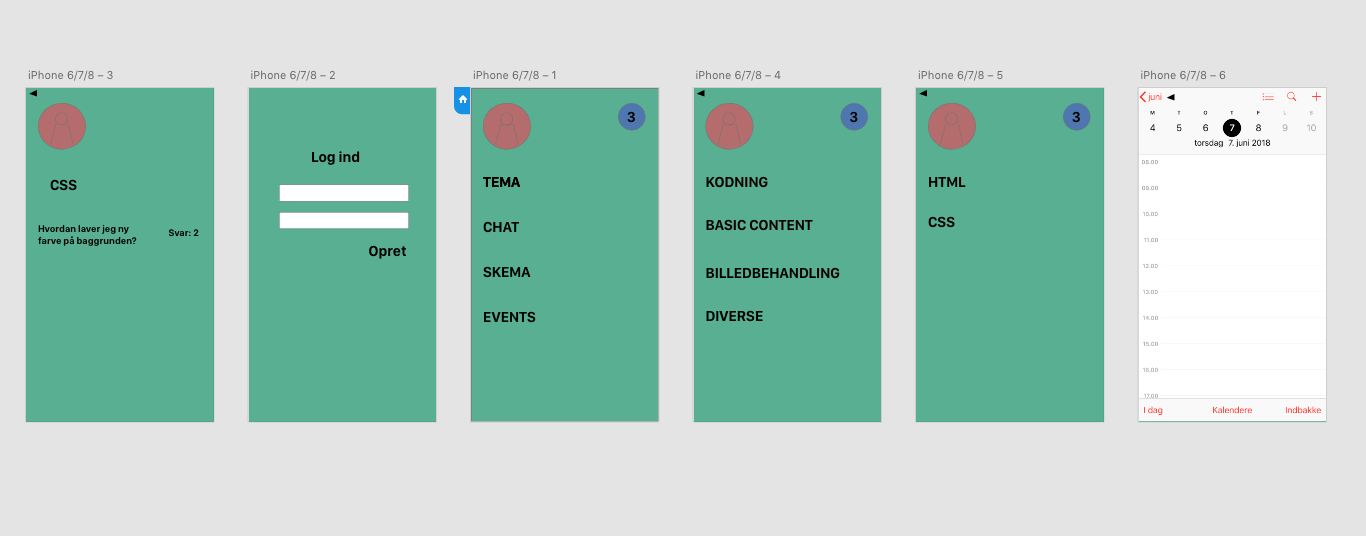 iPhone 6/7/8 – 3
CSS
Hvordan laver jeg ny
farve på baggrunden?
Svar: 2
iPhone 6/7/8 – 2
Log ind
Opret
iPhone 6/7/8 – 1
3
TEMA
CHAT
SKEMA
EVENTS
iPhone 6/7/8 – 4
3
KODNING
BASIC CONTENT
BILLEDBEHANDLING
DIVERSE
iPhone 6/7/8 – 5
3
HTML
CSS
iPhone 6/7/8 – 6
juni
M T O T F L S
4 5 6 7 8 9 10
torsdag 7. juni 2018
08.00
09.00
10.00
11.00
12.00
13.00
14.00
15.00
16.00
17.00
I dag Kalendere Indbakke